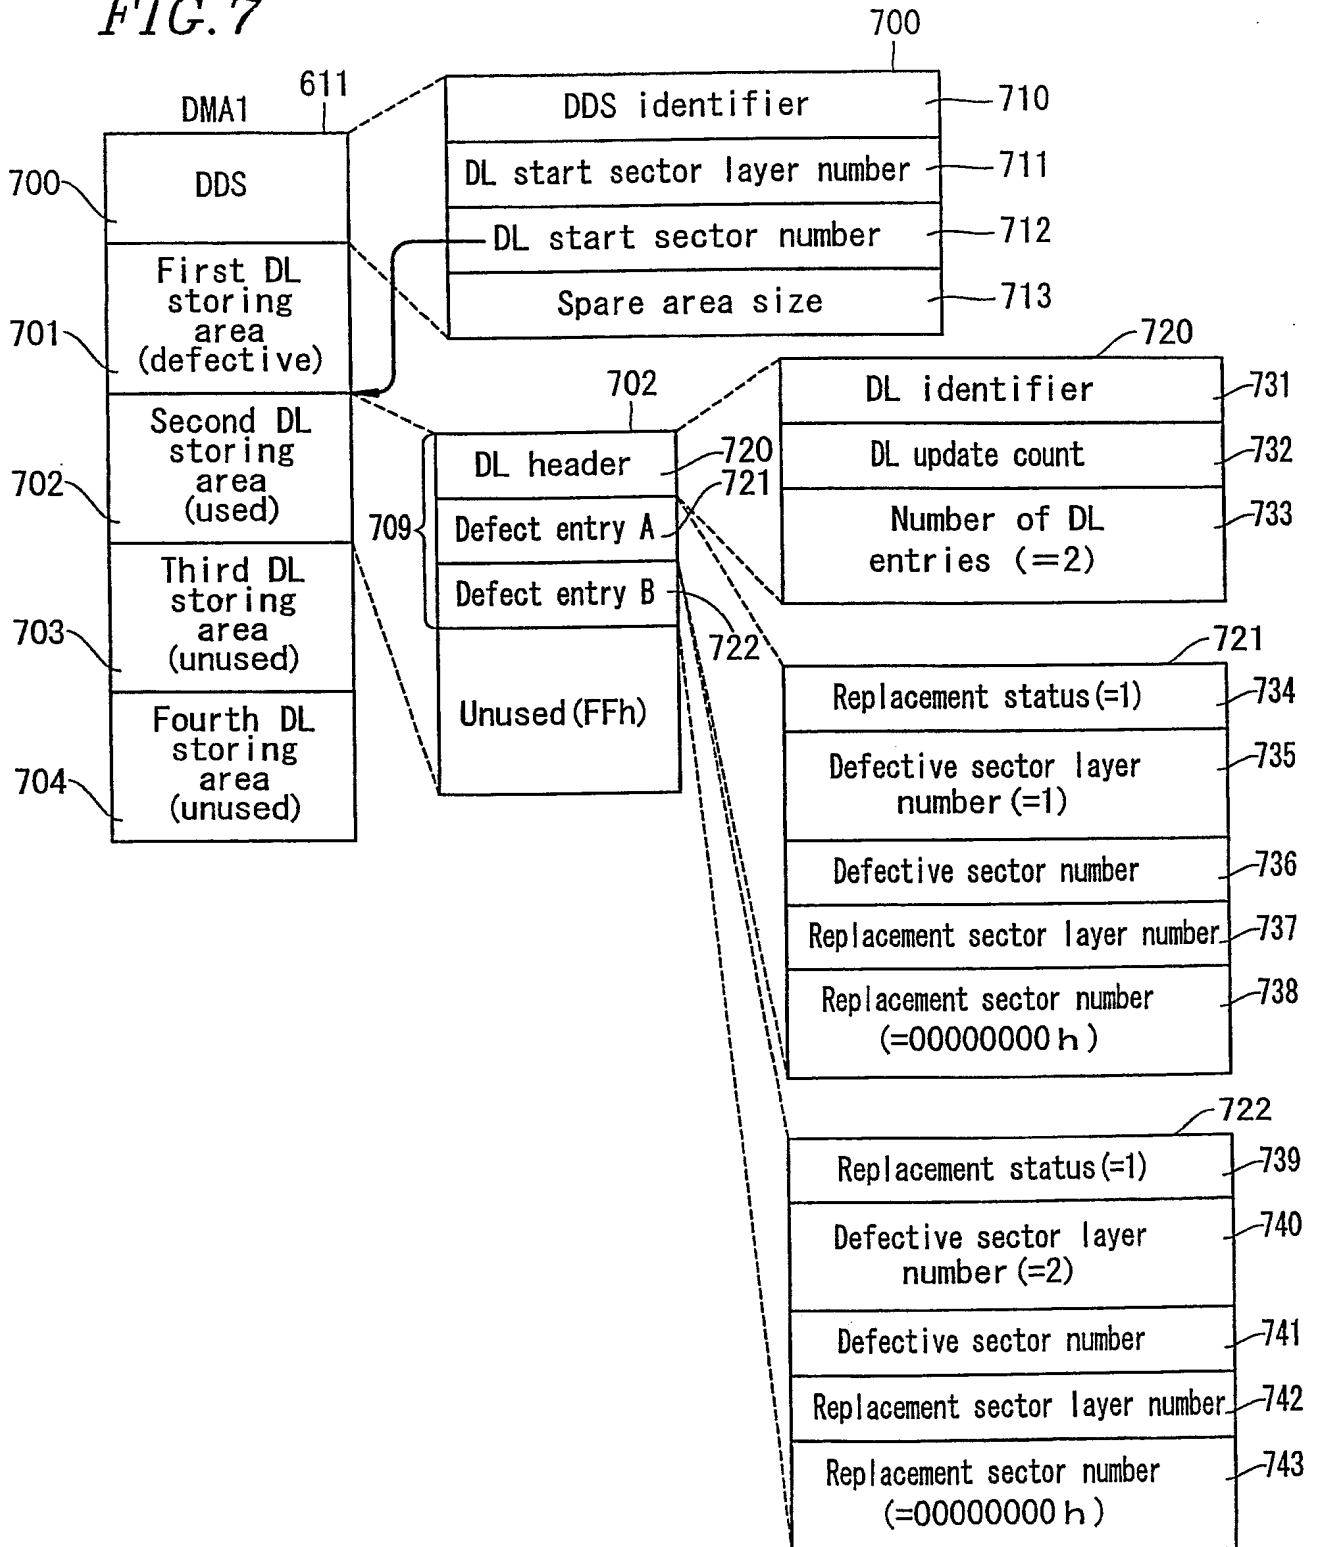 FIG. 7
DMA1
611
700
DDS
701
First DL
storing
area
(defective)
702
Second DL
storing
area
(used)
703
Third DL
storing
area
(unused)
704
Fourth DL
storing
area
(unused)
700
DDS identifier
710
DL start sector layer number
711
DL start sector number
712
Spare area size
713
702
709
DL header
720
Defect entry A
721
Defect entry B
722
Unused(FFh)
720
DL identifier
731
DL update count
732
Number of DL
entries (=2)
733
721
Replacement status(=1)
734
Defective sector layer
number(=1)
735
Defective sector number
736
Replacement sector layer number
737
Replacement sector number
(=00000000h)
738
722
Replacement status(=1)
739
Defective sector layer
number(=2)
740
Defective sector number
741
Replacement sector layer number
742
Replacement sector number
(=00000000h)
743